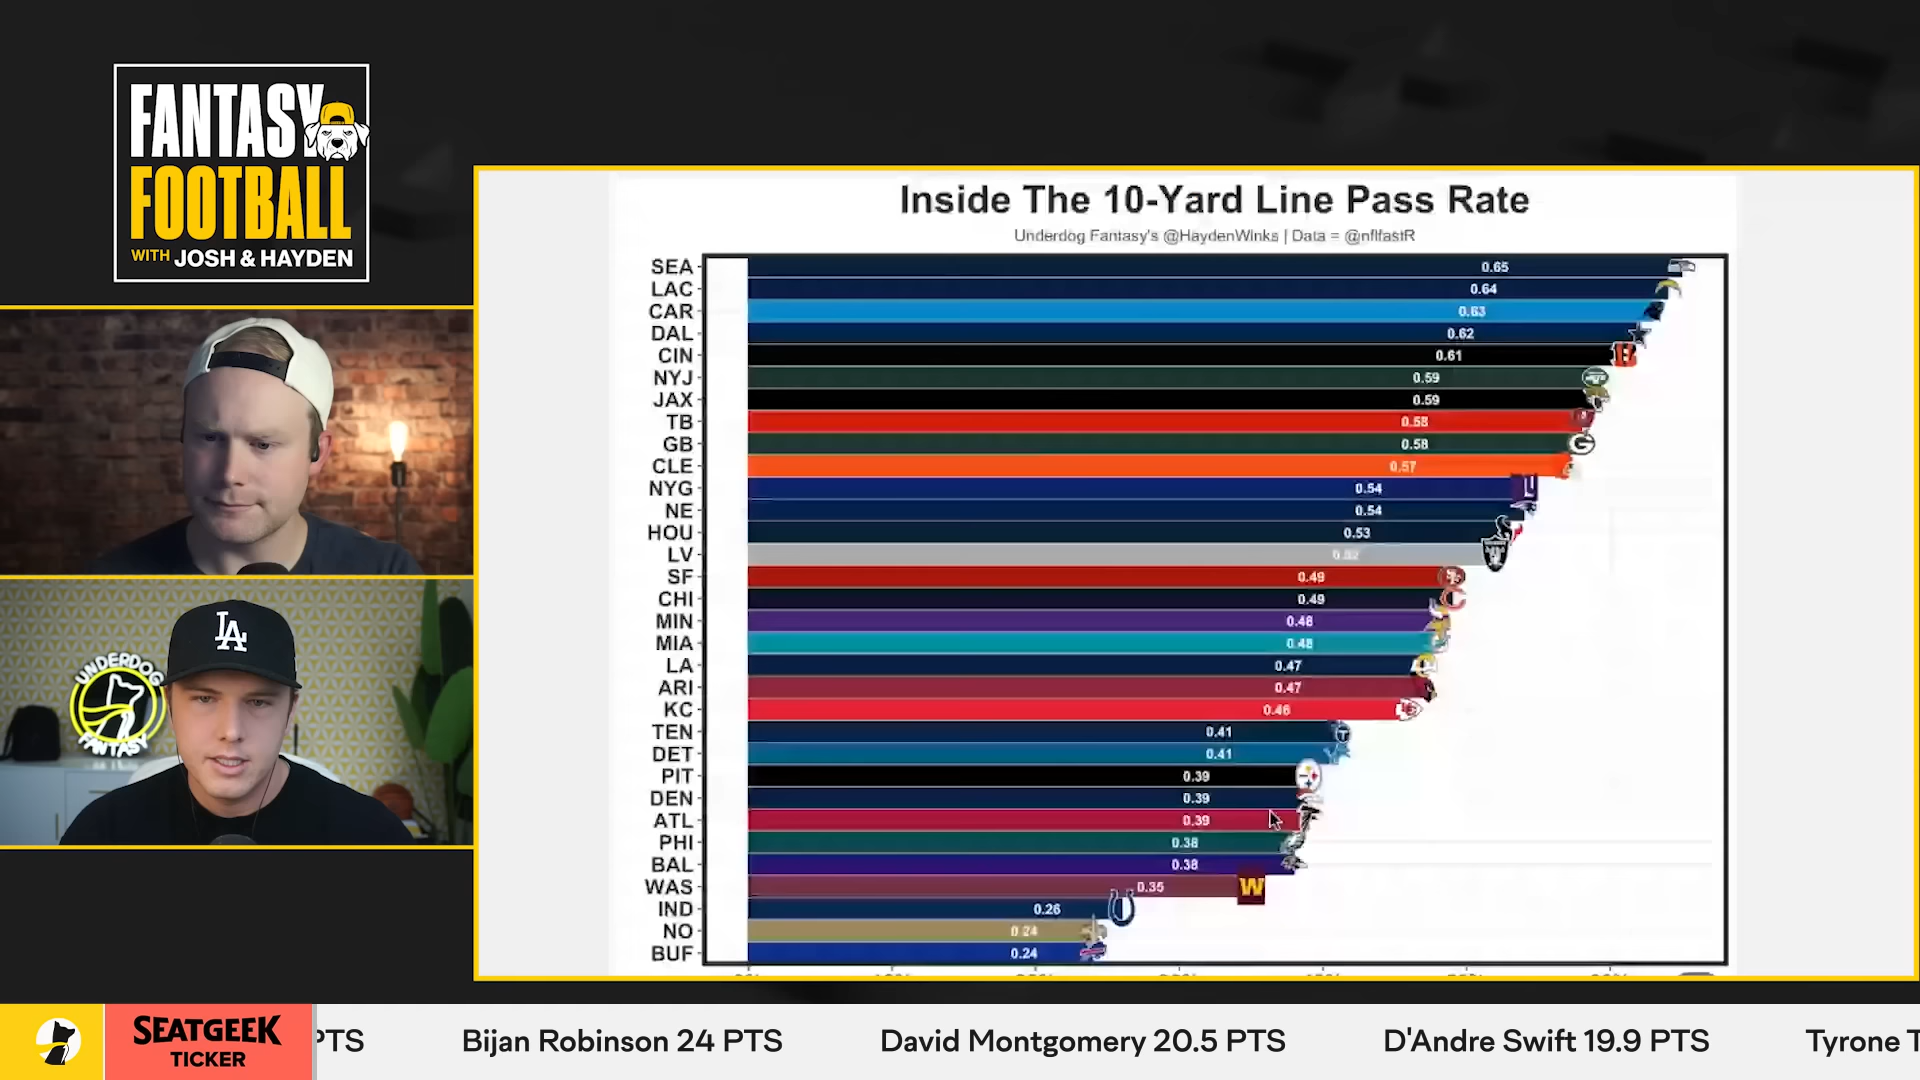 FANTASY
FOOTBALL
WITH JOSH & HAYDEN
Inside The 10-Yard Line Pass Rate
Underdog Fantasy's @HaydenWinks | Data = @nflfastR
SEA 0.65
LAC 0.64
CAR 0.63
DAL 0.62
CIN 0.61
NYJ 0.59
JAX 0.59
TB 0.58
GB 0.58
CLE 0.57
NYG 0.54
NE 0.54
HOU 0.53
LV 0.52
SF 0.49
CHI 0.49
MIN 0.48
MIA 0.48
LA 0.47
ARI 0.47
KC 0.46
TEN 0.41
DET 0.41
PIT 0.39
DEN 0.39
ATL 0.39
PHI 0.38
BAL 0.38
WAS 0.35
IND 0.26
NO 0.24
BUF 0.24
LA
UNDERDOG
FANTASY
SEATGEEK
TICKER
PTS Bijan Robinson 24 PTS David Montgomery 20.5 PTS D'Andre Swift 19.9 PTS Tyrone